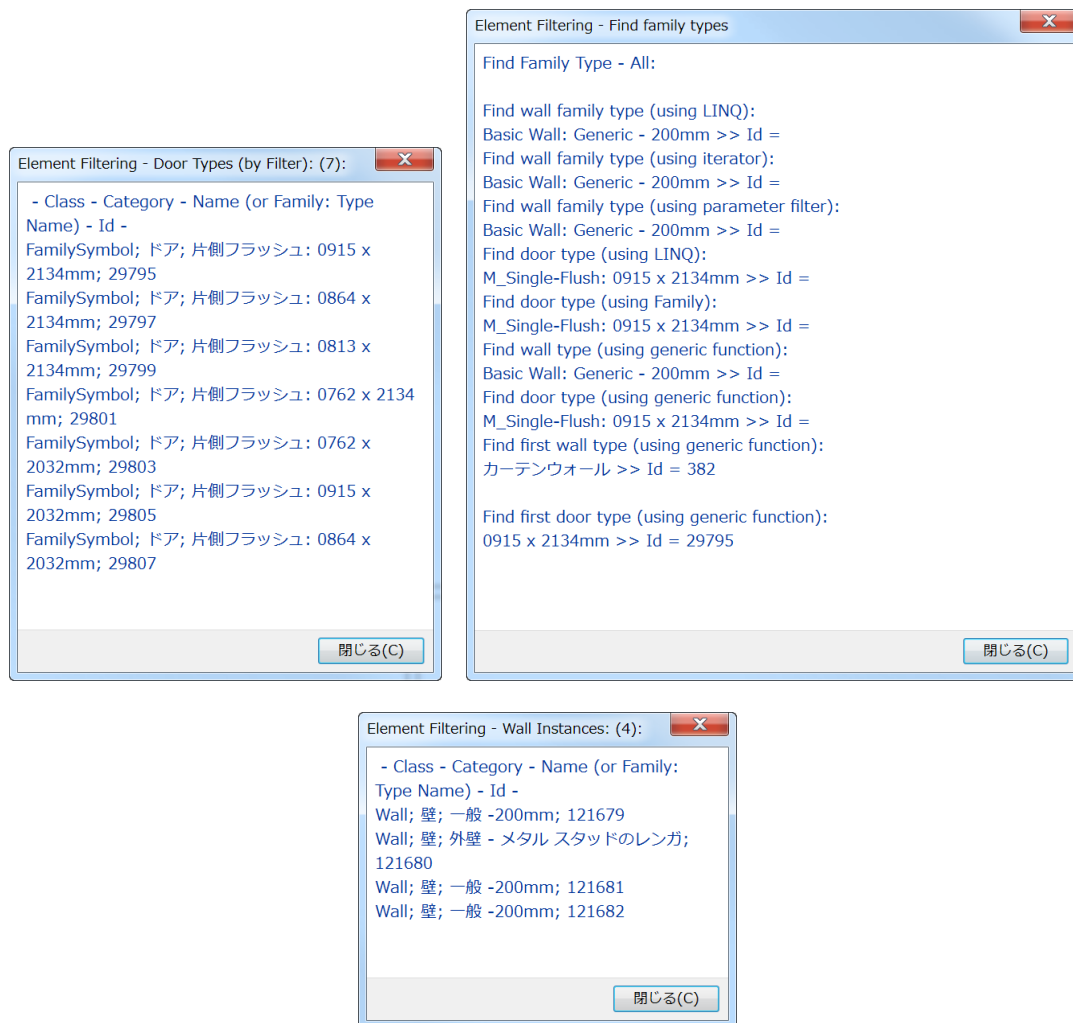 Element Filtering - Door Types (by Filter): (7):
- Class - Category - Name (or Family: Type
Name) - Id -
FamilySymbol; ドア; 片側フラッシュ: 0915 x
2134mm; 29795
FamilySymbol; ドア; 片側フラッシュ: 0864 x
2134mm; 29797
FamilySymbol; ドア; 片側フラッシュ: 0813 x
2134mm; 29799
FamilySymbol; ドア; 片側フラッシュ: 0762 x 2134
mm; 29801
FamilySymbol; ドア; 片側フラッシュ: 0762 x
2032mm; 29803
FamilySymbol; ドア; 片側フラッシュ: 0915 x
2032mm; 29805
FamilySymbol; ドア; 片側フラッシュ: 0864 x
2032mm; 29807
閉じる(C)
Element Filtering - Find family types
Find Family Type - All:
Find wall family type (using LINQ):
Basic Wall: Generic - 200mm >> Id =
Find wall family type (using iterator):
Basic Wall: Generic - 200mm >> Id =
Find wall family type (using parameter filter):
Basic Wall: Generic - 200mm >> Id =
Find door type (using LINQ):
M_Single-Flush: 0915 x 2134mm >> Id =
Find door type (using Family):
M_Single-Flush: 0915 x 2134mm >> Id =
Find wall type (using generic function):
Basic Wall: Generic - 200mm >> Id =
Find door type (using generic function):
M_Single-Flush: 0915 x 2134mm >> Id =
Find first wall type (using generic function):
カーテンウォール >> Id = 382
Find first door type (using generic function):
0915 x 2134mm >> Id = 29795
閉じる(C)
Element Filtering - Wall Instances: (4):
- Class - Category - Name (or Family:
Type Name) - Id -
Wall; 壁; 一般 -200mm; 121679
Wall; 壁; 外壁 - メタル スタッドのレンガ;
121680
Wall; 壁; 一般 -200mm; 121681
Wall; 壁; 一般 -200mm; 121682
閉じる(C)